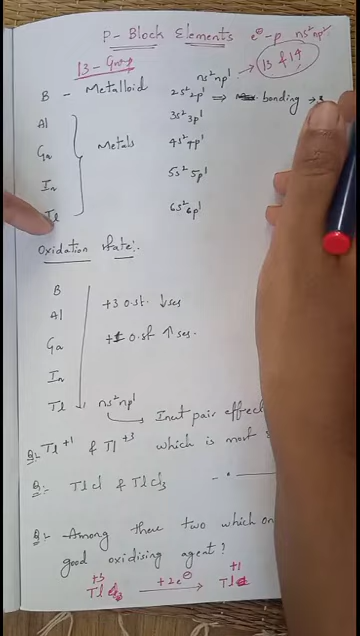 P-Block Elements e⊖-p ns²np²
13-Group ns²np¹ → 13 & 14
B - Metalloid 2s²2p¹ ⇒ bonding →
Al 3s²3p¹
Ga Metals 4s²4p¹
In 5s²5p¹
Tl 6s²6p¹
Oxidation state:-
B
Al +3 o.st. ↓ses
Ga +1 o.st ↑ses.
In
Tl ns²np¹
→ Inert pair effect
Q:- Tl⁺¹ & Tl⁺³ which is most
Q:- TlCl & TlCl₃
Q:- Among these two which
good oxidising agent?
+3 +1
Tl +2e⊖ → Tl